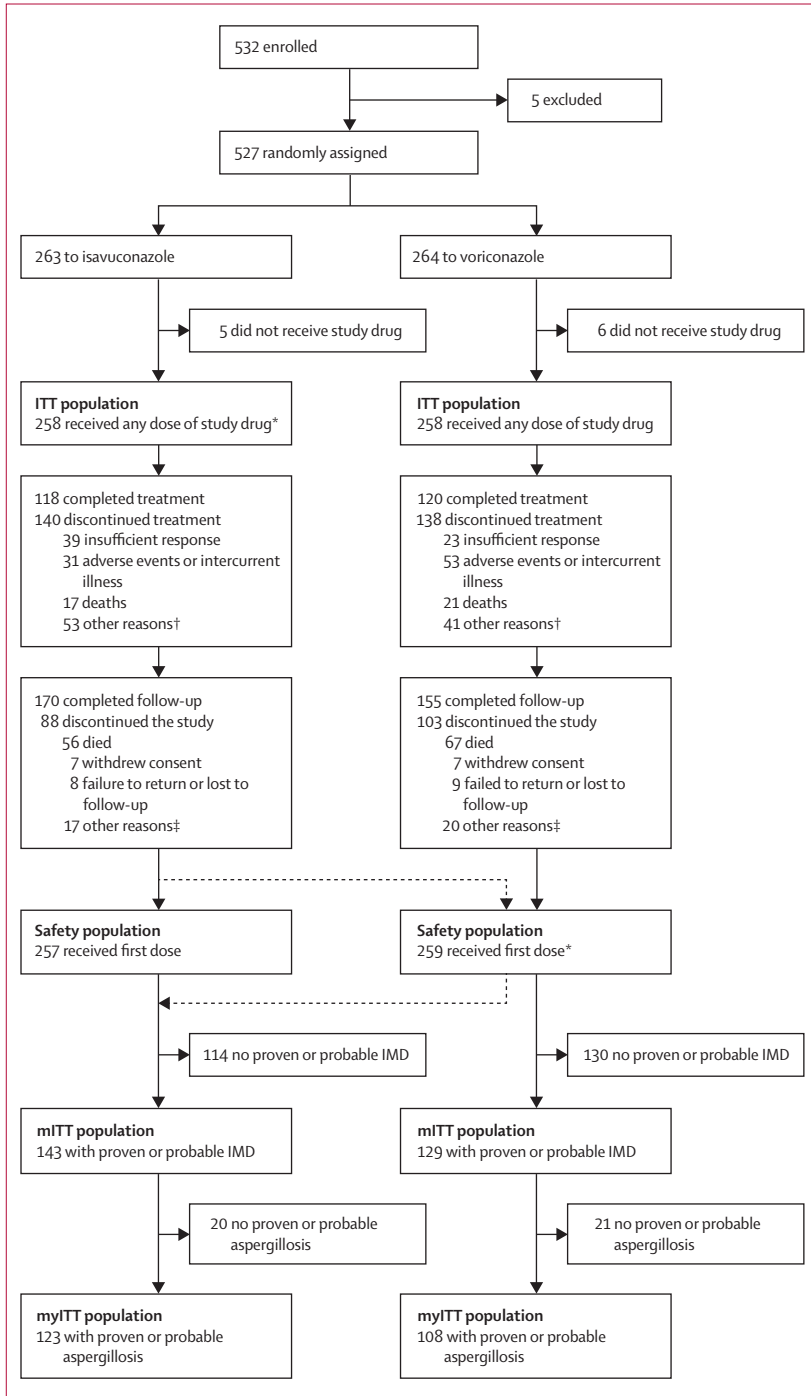 532 enrolled
5 excluded
527 randomly assigned
263 to isavuconazole
264 to voriconazole
5 did not receive study drug
6 did not receive study drug
ITT population
258 received any dose of study drug*
ITT population
258 received any dose of study drug
118 completed treatment
140 discontinued treatment
39 insufficient response
31 adverse events or intercurrent
illness
17 deaths
53 other reasons†
120 completed treatment
138 discontinued treatment
23 insufficient response
53 adverse events or intercurrent
illness
21 deaths
41 other reasons†
170 completed follow-up
88 discontinued the study
56 died
7 withdrew consent
8 failure to return or lost to
follow-up
17 other reasons‡
155 completed follow-up
103 discontinued the study
67 died
7 withdrew consent
9 failed to return or lost to
follow-up
20 other reasons‡
Safety population
257 received first dose
Safety population
259 received first dose*
114 no proven or probable IMD
130 no proven or probable IMD
mITT population
143 with proven or probable IMD
mITT population
129 with proven or probable IMD
20 no proven or probable
aspergillosis
21 no proven or probable
aspergillosis
myITT population
123 with proven or probable
aspergillosis
myITT population
108 with proven or probable
aspergillosis